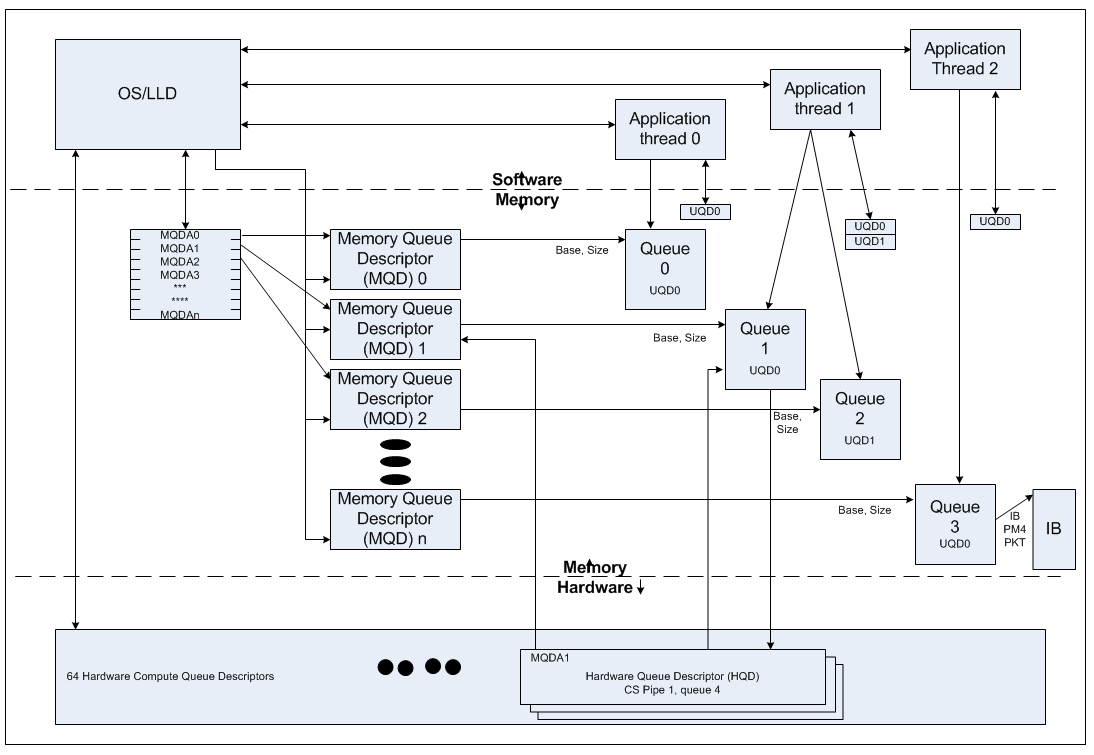 OS/LLD
Application
Thread 2
Application
thread 1
Application
thread 0
Software
Memory
UQD0
UQD0
UQD1
UQD0
MQDA0
MQDA1
MQDA2
MQDA3
***
****
MQDAn
Memory Queue
Descriptor
(MQD) 0
Base, Size
Queue
0
UQD0
Memory Queue
Descriptor
(MQD) 1
Base, Size
Queue
1
UQD0
Memory Queue
Descriptor
(MQD) 2
Base,
Size
Queue
2
UQD1
Memory Queue
Descriptor
(MQD) n
Base, Size
Queue
3
UQD0
IB
PM4
PKT
IB
Memory
Hardware
64 Hardware Compute Queue Descriptors
MQDA1
Hardware Queue Descriptor (HQD)
CS Pipe 1, queue 4